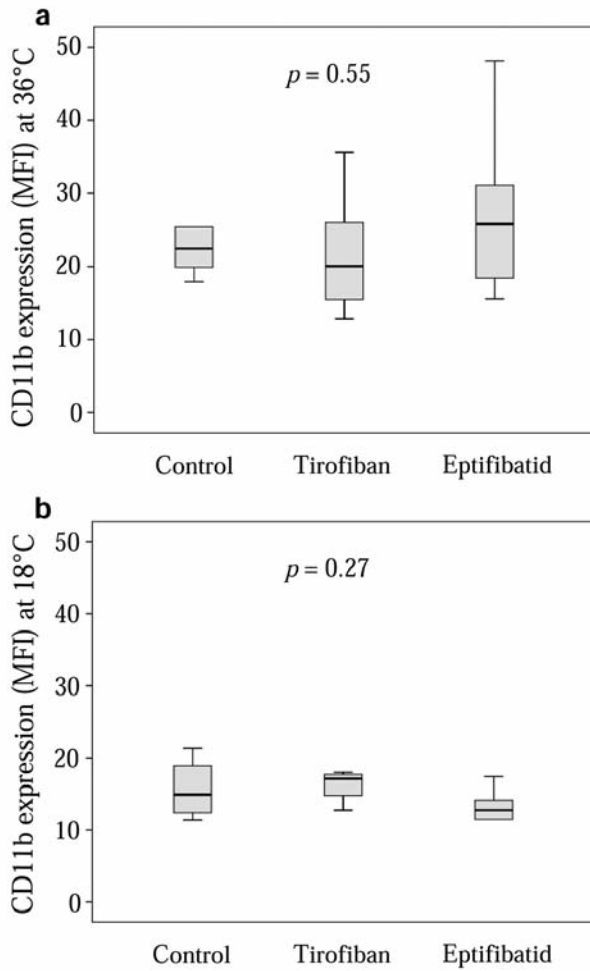 a
CD11b expression (MFI) at 36°C
50
40
30
20
10
0
p = 0.55
Control Tirofiban Eptifibatid
b
CD11b expression (MFI) at 18°C
50
40
30
20
10
0
p = 0.27
Control Tirofiban Eptifibatid